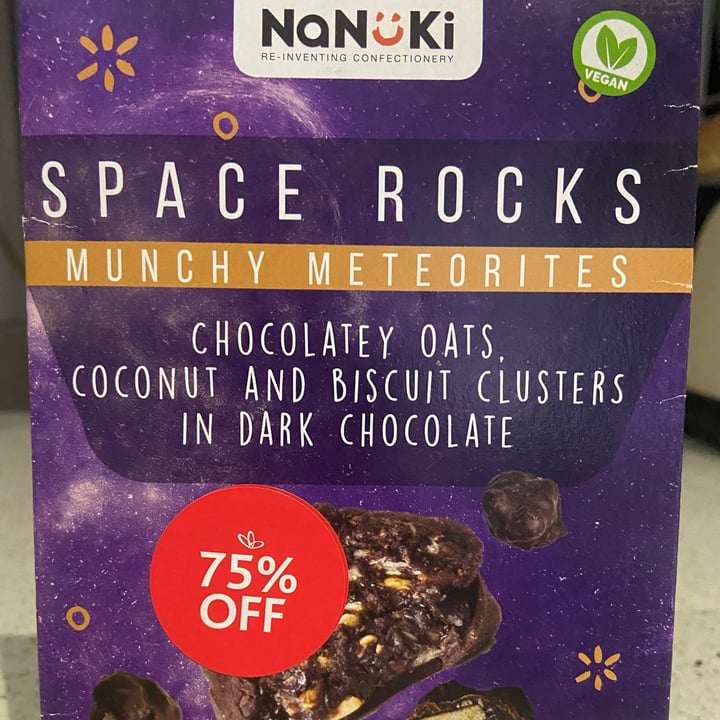 NaNüKi
RE-INVENTING CONFECTIONERY
VEGAN
SPACE ROCKS
MUNCHY METEORITES
CHOCOLATEY OATS,
COCONUT AND BISCUIT CLUSTERS
IN DARK CHOCOLATE
75%
OFF